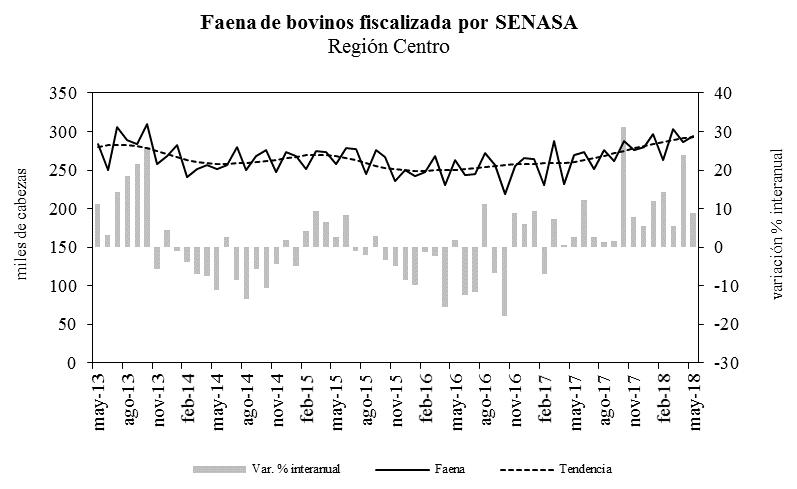 Faena de bovinos fiscalizada por SENASA
Región Centro
miles de cabezas
350
300
250
200
150
100
50
0
40
30
20
10
0
-10
-20
-30
variación % interanual
may-13
ago-13
nov-13
feb-14
may-14
ago-14
nov-14
feb-15
may-15
ago-15
nov-15
feb-16
may-16
ago-16
nov-16
feb-17
may-17
ago-17
nov-17
feb-18
may-18
Var. % interanual
Faena
Tendencia